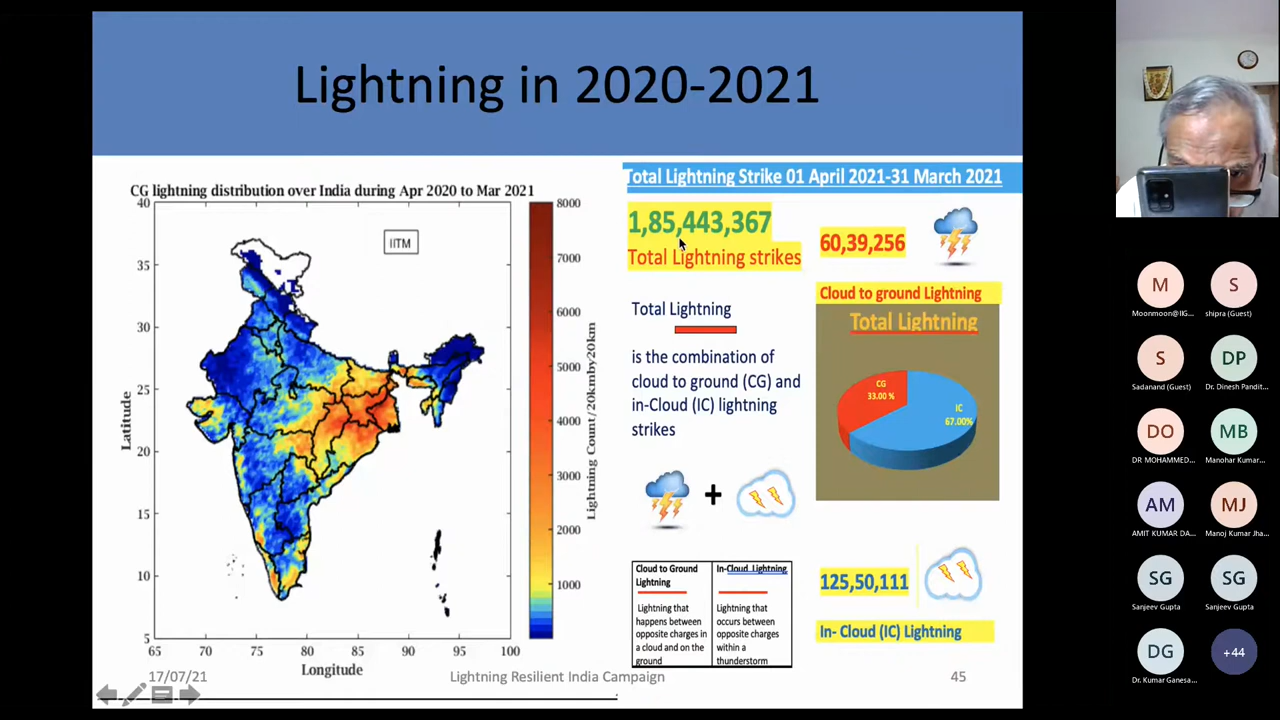 Lightning in 2020-2021
CG lightning distribution over India during Apr 2020 to Mar 2021
IITM
40
35
30
25
20
15
10
5
65
70
75
80
85
90
95
100
Latitude
Longitude
8000
7000
6000
5000
4000
3000
2000
1000
Lightning Count/20kmby20km
Total Lightning Strike 01 April 2021-31 March 2021
1,85,443,367
Total Lightning strikes
60,39,256
Cloud to ground Lightning
Total Lightning
is the combination of
cloud to ground (CG) and
in-Cloud (IC) lightning
strikes
Total Lightning
CG
33.00 %
IC
67.00%
+
Cloud to Ground
Lightning
Lightning that
happens between
opposite charges in
a cloud and on the
ground
In-Cloud Lightning
Lightning that
occurs between
opposite charges
within a
thunderstorm
125,50,111
In- Cloud (IC) Lightning
17/07/21
Lightning Resilient India Campaign
45
M
Moonmoon@IIG...
S
shipra (Guest)
S
Sadanand (Guest)
DP
Dr. Dinesh Pandit...
DO
DR MOHAMMED...
MB
Manohar Kumar...
AM
AMIT KUMAR DA...
MJ
Manoj Kumar Jha...
SG
Sanjeev Gupta
SG
Sanjeev Gupta
DG
Dr. Kumar Ganesa...
+44